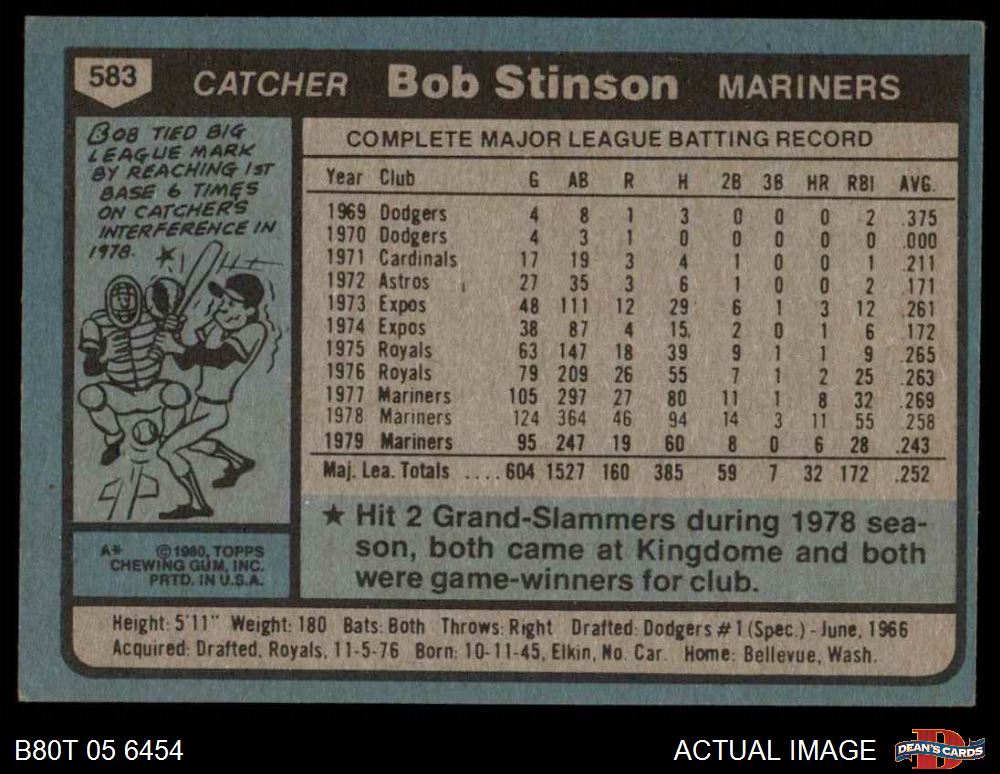 583 CATCHER Bob Stinson MARINERS
BOB TIED BIG
LEAGUE MARK
BY REACHING 1ST
BASE 6 TIMES
ON CATCHER'S
INTERFERENCE IN
1978.
COMPLETE MAJOR LEAGUE BATTING RECORD
Year Club G AB R H 2B 3B HR RBI AVG.
1969 Dodgers 4 8 1 3 0 0 0 2 .375
1970 Dodgers 4 3 1 0 0 0 0 0 .000
1971 Cardinals 17 19 3 4 1 0 0 1 .211
1972 Astros 27 35 3 6 1 0 0 2 .171
1973 Expos 48 111 12 29 6 1 3 12 .261
1974 Expos 38 87 4 15 2 0 1 6 .172
1975 Royals 63 147 18 39 9 1 1 9 .265
1976 Royals 79 209 26 55 7 1 2 25 .263
1977 Mariners 105 297 27 80 11 1 8 32 .269
1978 Mariners 124 364 46 94 14 3 11 55 .258
1979 Mariners 95 247 19 60 8 0 6 28 .243
Maj. Lea. Totals .... 604 1527 160 385 59 7 32 172 .252
★ Hit 2 Grand-Slammers during 1978 sea-
son, both came at Kingdome and both
were game-winners for club.
A* © 1980, TOPPS
CHEWING GUM, INC.
PRTD. IN U.S.A.
Height: 5'11" Weight: 180 Bats: Both Throws: Right Drafted: Dodgers #1 (Spec.) - June, 1966
Acquired: Drafted, Royals, 11-5-76 Born: 10-11-45, Elkin, No. Car. Home: Bellevue, Wash.
B80T 05 6454
ACTUAL IMAGE
D
DEAN'S CARDS